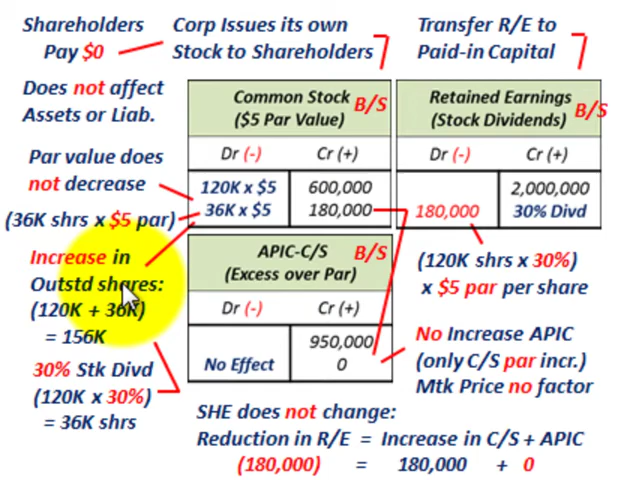 Shareholders
Pay $0
Corp Issues its own
Stock to Shareholders
Transfer R/E to
Paid-in Capital
Does not affect
Assets or Liab.
Par value does
not decrease
(36K shrs x $5 par)
Increase in
Outstd shares:
(120K + 36K)
= 156K
30% Stk Divd
(120K x 30%)
= 36K shrs
Common Stock B/S
($5 Par Value)
Dr (-) Cr (+)
120K x $5 600,000
36K x $5 180,000
Retained Earnings B/S
(Stock Dividends)
Dr (-) Cr (+)
2,000,000
180,000 30% Divd
APIC-C/S B/S
(Excess over Par)
Dr (-) Cr (+)
950,000
No Effect 0
(120K shrs x 30%)
x $5 par per share
No Increase APIC
(only C/S par incr.)
Mtk Price no factor
SHE does not change:
Reduction in R/E = Increase in C/S + APIC
(180,000) = 180,000 + 0